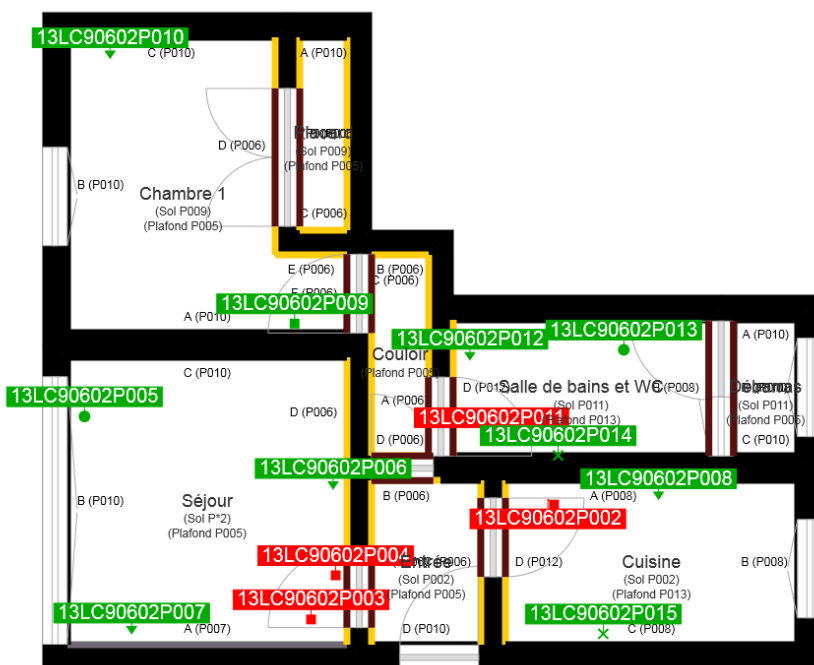 13LC90602P010
C (P010)
A (P010)
D (P006)
(Sol P009)
(Plafond P005)
B (P010)
Chambre 1
(Sol P009)
(Plafond P005)
C (P006)
E (P006)
B (P006)
C (P006)
13LC90602P009
A (P010)
13LC90602P012
13LC90602P013
A (P010)
Couloir
(Plafond P005)
C (P010)
D (P012)
Salle de bains et WC
C (P008)
(Sol P011)
(Plafond P013)
(Sol P011)
(Plafond P005)
13LC90602P005
A (P006)
D (P006)
13LC90602P011
D (P006)
13LC90602P014
C (P010)
13LC90602P006
B (P010)
Séjour
(Sol P*2)
(Plafond P005)
B (P006)
13LC90602P008
A (P008)
13LC90602P002
13LC90602P004
Entrée
(Sol P002)
(Plafond P005)
D (P012)
Cuisine
(Sol P002)
(Plafond P013)
B (P008)
13LC90602P003
13LC90602P007
A (P007)
D (P010)
13LC90602P015
C (P008)